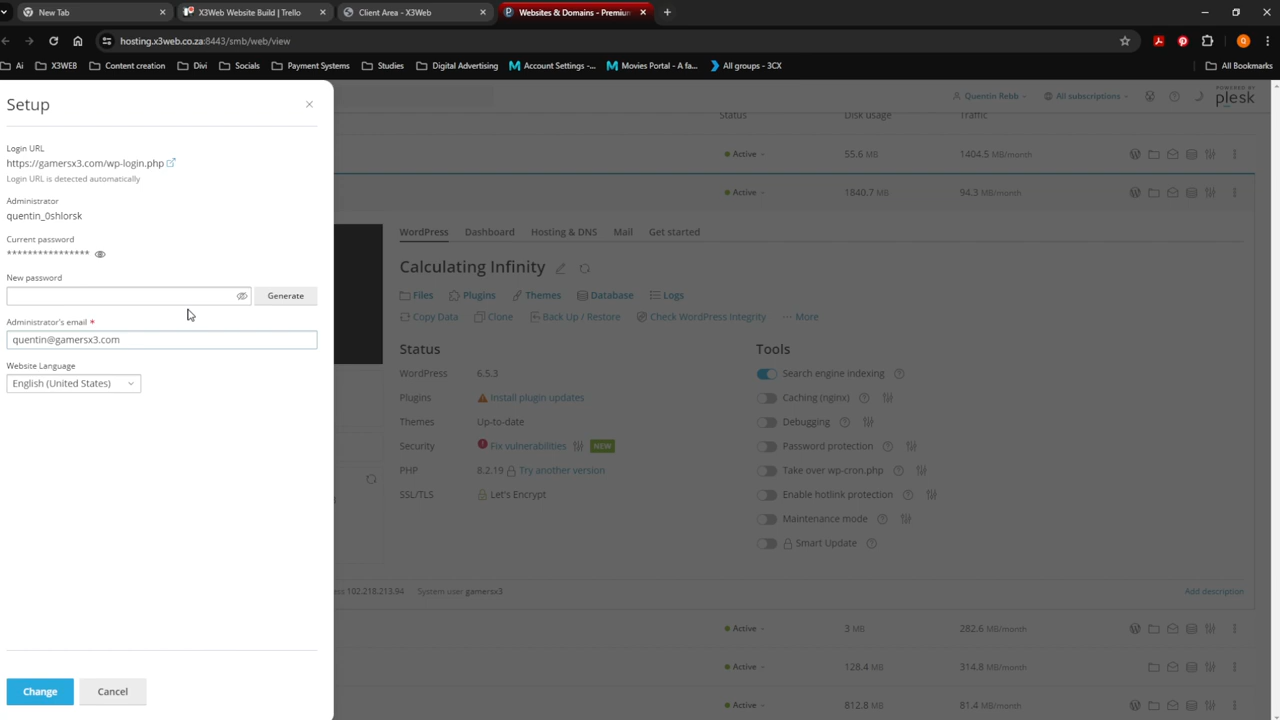 New Tab
X3Web Website Build | Trello
Client Area - X3Web
Websites & Domains - Premiun
hosting.x3web.co.za:8443/smb/web/view
Ai
X3WEB
Content creation
Divi
Socials
Payment Systems
Studies
Digital Advertising
Account Settings -...
Movies Portal - A fa...
All groups - 3CX
All Bookmarks
Setup
Login URL
https://gamersx3.com/wp-login.php
Login URL is detected automatically
Administrator
quentin_0shlorsk
Current password
****************
New password
Generate
Administrator's email *
quentin@gamersx3.com
Website Language
English (United States)
Change
Cancel
Quentin Rebb
All subscriptions
POWERED BY
plesk
Status
Disk usage
Traffic
Active
55.6 MB
1404.5 MB/month
Active
1840.7 MB
94.3 MB/month
WordPress
Dashboard
Hosting & DNS
Mail
Get started
Calculating Infinity
Files
Plugins
Themes
Database
Logs
Copy Data
Clone
Back Up / Restore
Check WordPress Integrity
··· More
Status
WordPress
6.5.3
Plugins
Install plugin updates
Themes
Up-to-date
Security
Fix vulnerabilities
NEW
PHP
8.2.19
Try another version
SSL/TLS
Let's Encrypt
Tools
Search engine indexing
Caching (nginx)
Debugging
Password protection
Take over wp-cron.php
Enable hotlink protection
Maintenance mode
Smart Update
102.218.213.94
System user gamersx3
Add description
Active
3 MB
282.6 MB/month
Active
128.4 MB
314.8 MB/month
Active
812.8 MB
81.4 MB/month